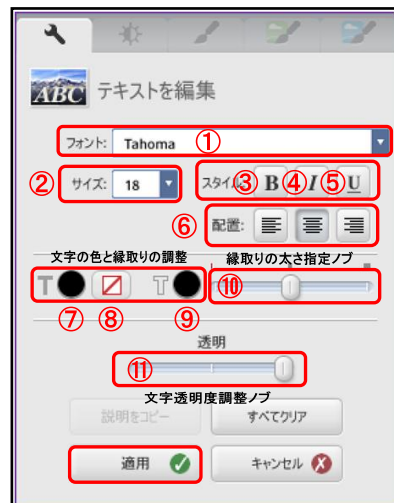 ABC テキストを編集
フォント: Tahoma ①
② サイズ: 18 スタイル: ③ B ④ I ⑤ U
⑥ 配置:
文字の色と縁取りの調整 縁取りの太さ指定ノブ
T T ⑩
⑦ ⑧ ⑨
透明
⑪
文字透明度調整ノブ
説明をコピー すべてクリア
適用 キャンセル